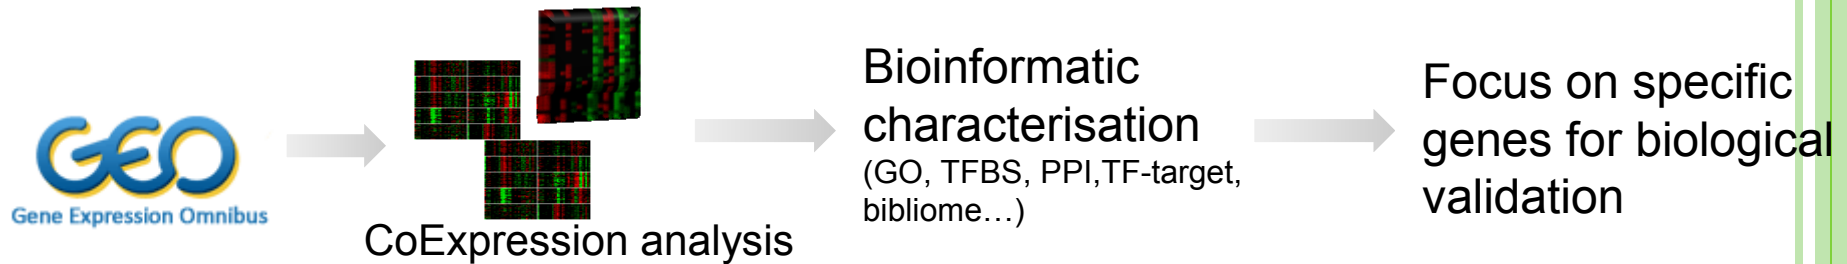 GEO
Gene Expression Omnibus
CoExpression analysis
Bioinformatic
characterisation
(GO, TFBS, PPI,TF-target,
bibliome…)
Focus on specific
genes for biological
validation